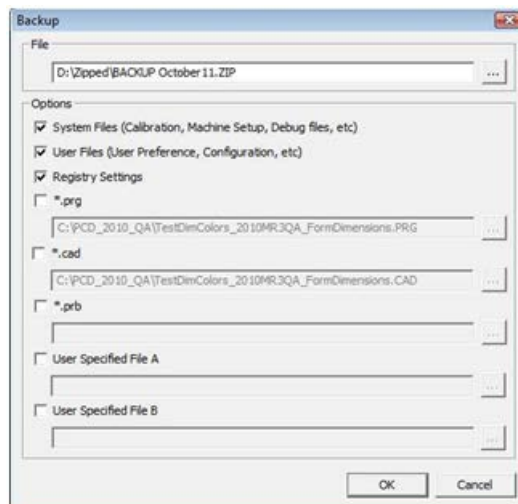 Backup
File
D:\Zipped\BACKUP October11.ZIP
...
Options
System Files (Calibration, Machine Setup, Debug files, etc)
User Files (User Preference, Configuration, etc)
Registry Settings
*.prg
C:\PCD_2010_QA\TestDimColors_2010MR3QA_FormDimensions.PRG
...
*.cad
C:\PCD_2010_QA\TestDimColors_2010MR3QA_FormDimensions.CAD
...
*.prb
...
User Specified File A
...
User Specified File B
...
OK Cancel